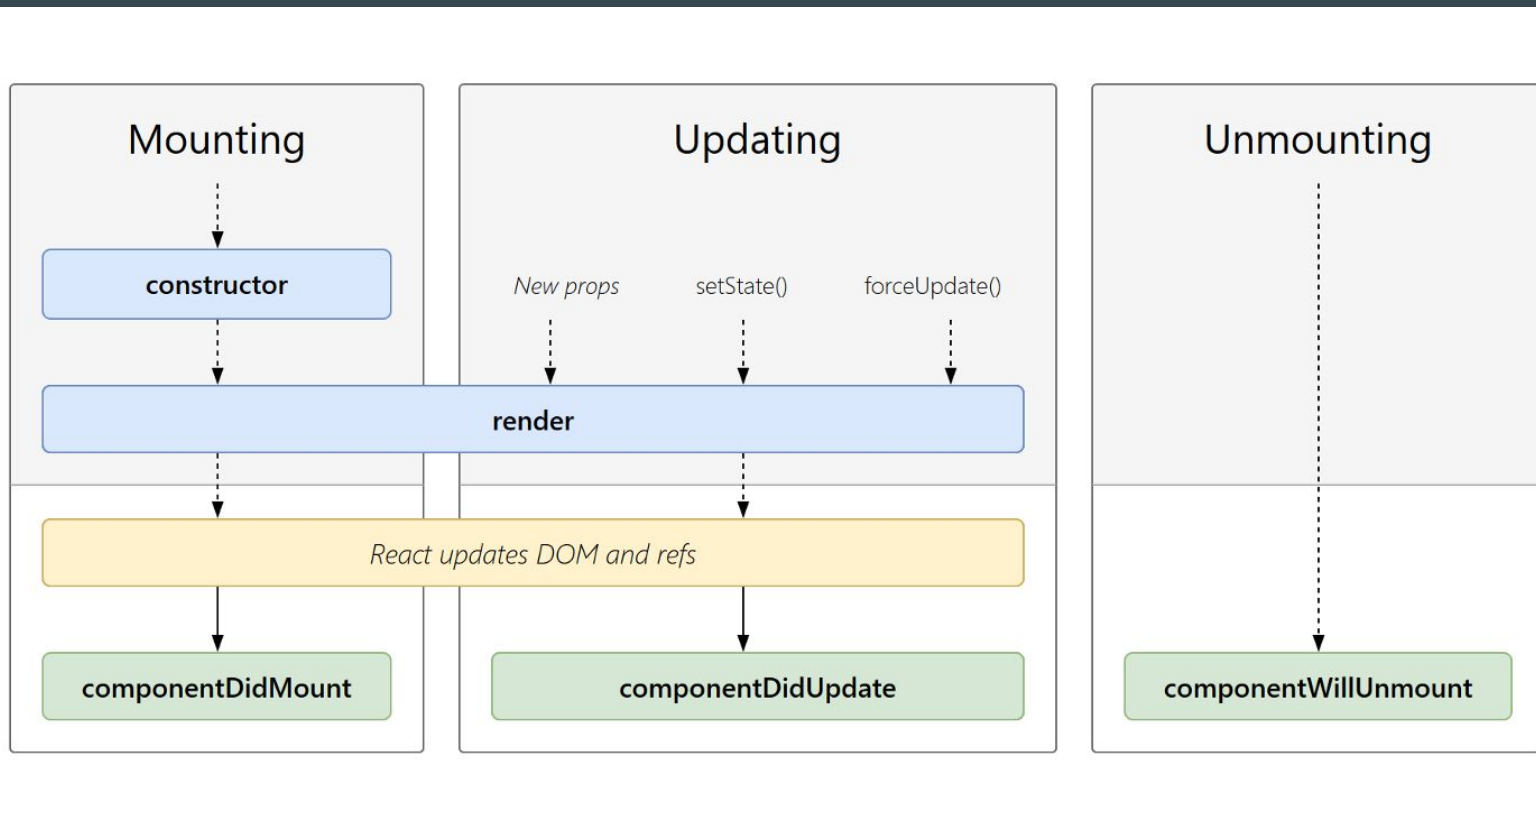 Mounting
Updating
Unmounting
constructor
New props
setState()
forceUpdate()
render
React updates DOM and refs
componentDidMount
componentDidUpdate
componentWillUnmount